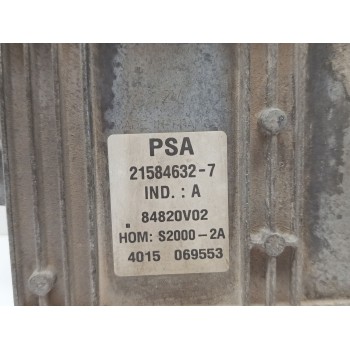 PSA
21584632-7
IND. : A
84820V02
HOM: S2000-2A
4015 069553